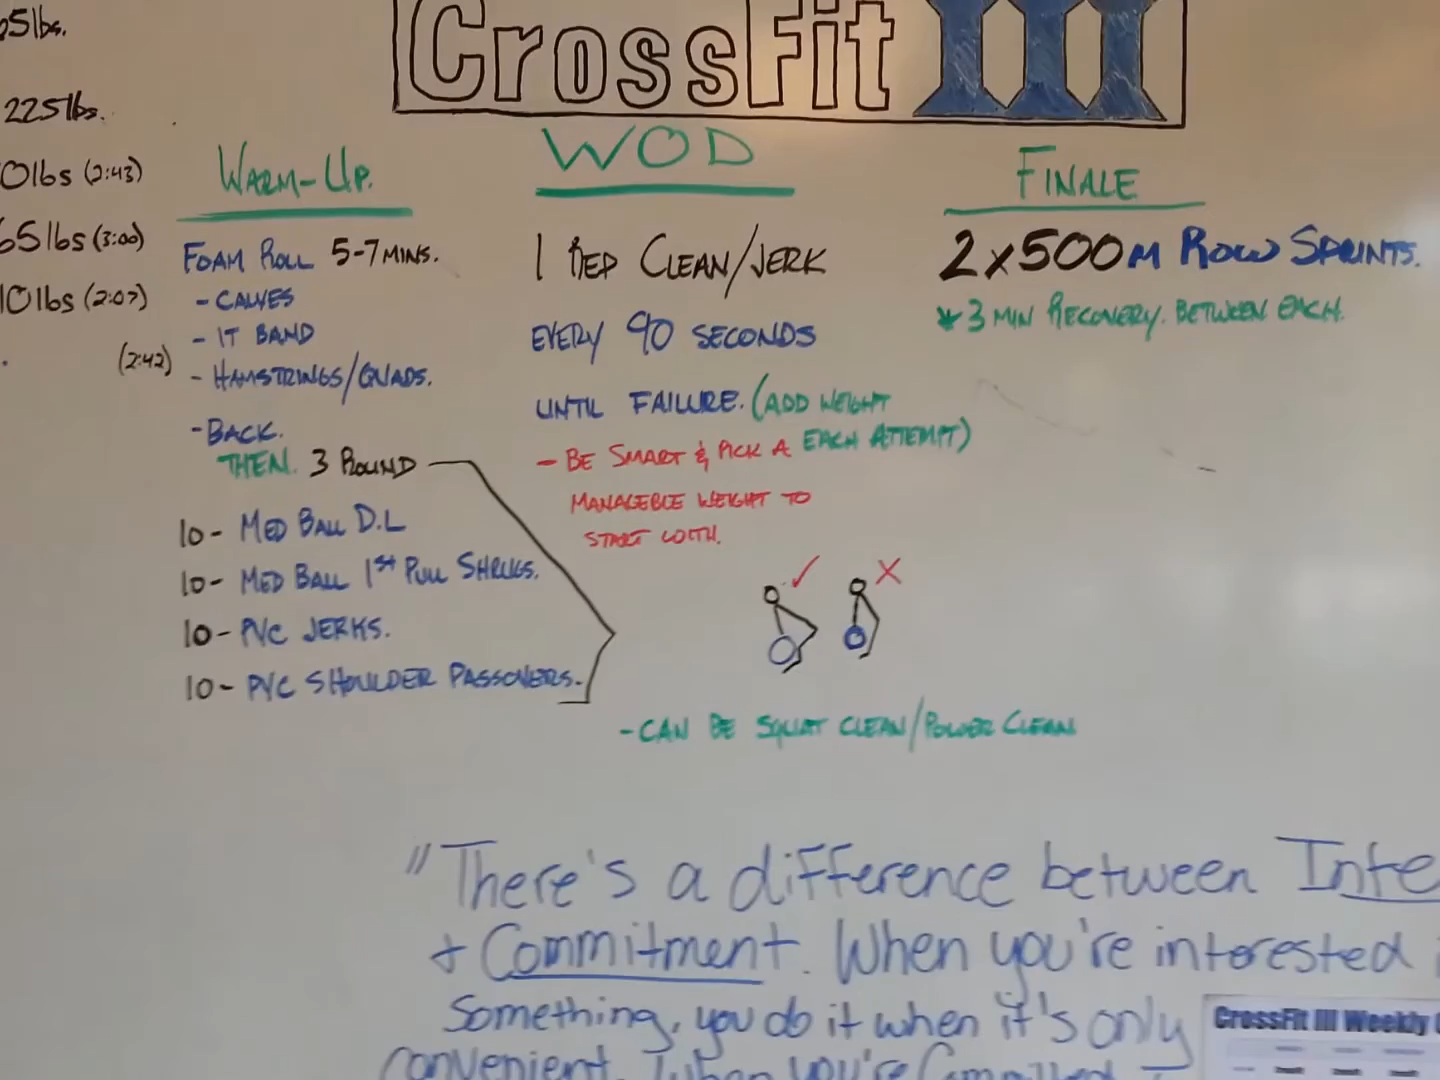 5lbs.
225lbs.
0lbs (2:43)
65lbs (3:00)
10lbs (2:07)
(2:42)
CrossFit III
WARM-UP.
FOAM ROLL 5-7 MINS.
- CALVES
- IT BAND
- HAMSTRINGS/QUADS.
- BACK.
THEN. 3 ROUND
10- MED BALL D.L
10- MED BALL 1st PULL SHRUGS.
10- PVC JERKS.
10- PVC SHOULDER PASSOVERS.
WOD
1 REP CLEAN/JERK
EVERY 90 SECONDS
UNTIL FAILURE. (ADD WEIGHT
EACH ATTEMPT)
- BE SMART & PICK A
MANAGEBLE WEIGHT TO
START WITH.
- CAN BE SQUAT CLEAN/POWER CLEAN
FINALE
2x500M ROW SPRINTS.
* 3 MIN RECOVERY. BETWEEN EACH.
"There's a difference between Inte
+ Commitment. When you're interested
Something, you do it when it's only
convenient. When you're Committed
CrossFit III Weekly